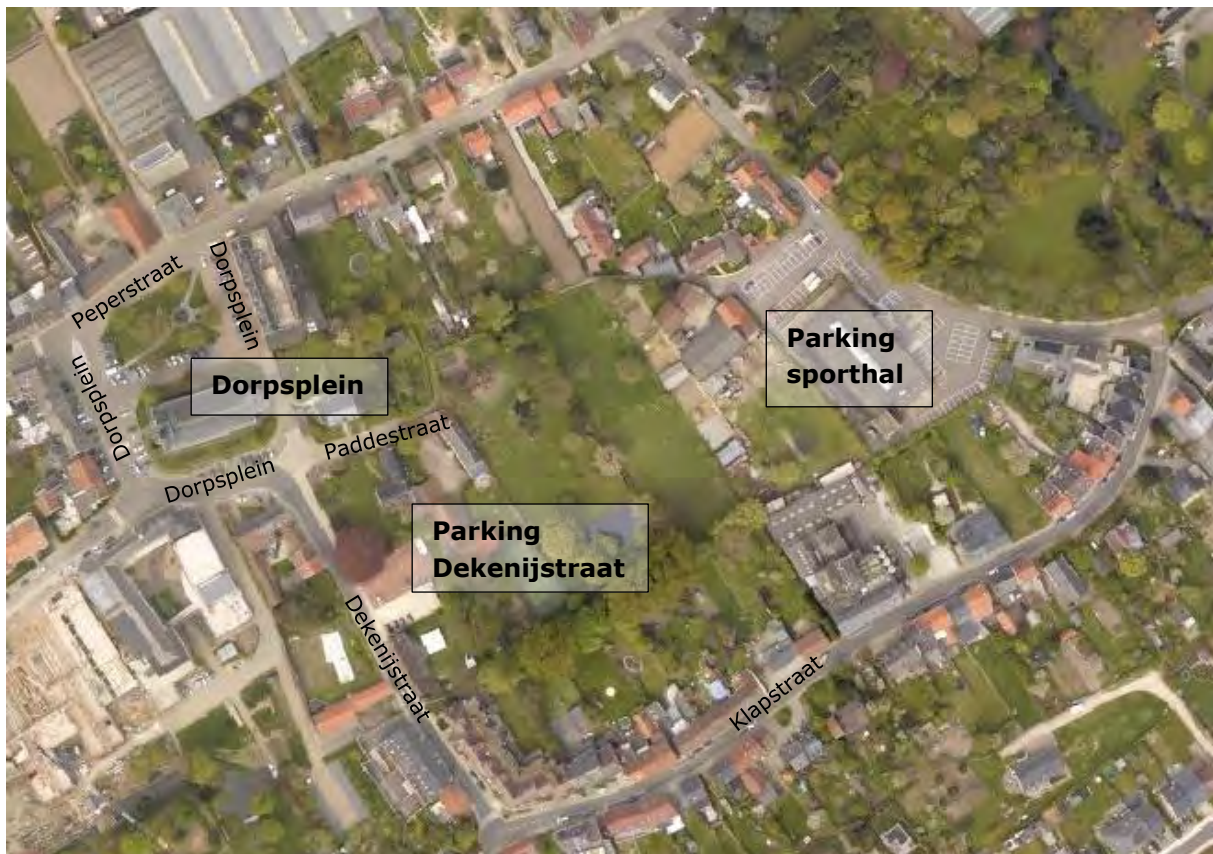 Peperstraat
Dorpsplein
Dorpsplein
Dorpsplein
Parking
sporthal
Paddestraat
Dorpsplein
Parking
Dekenijstraat
Dekenijstraat
Klapstraat